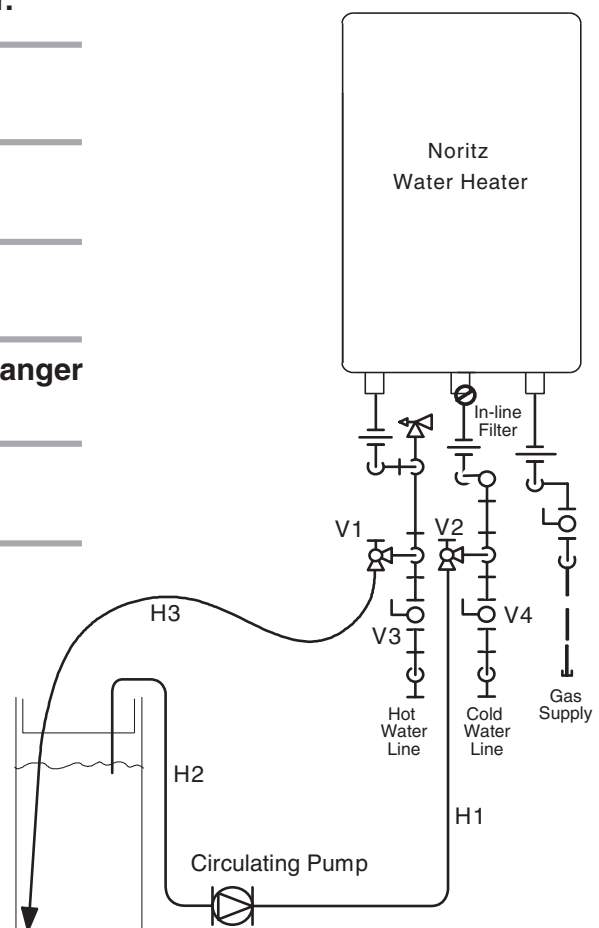 anger
Noritz
Water Heater
In-line
Filter
V1
V2
H3
V3
V4
Hot
Water
Line
Cold
Water
Line
Gas
Supply
H2
H1
Circulating Pump